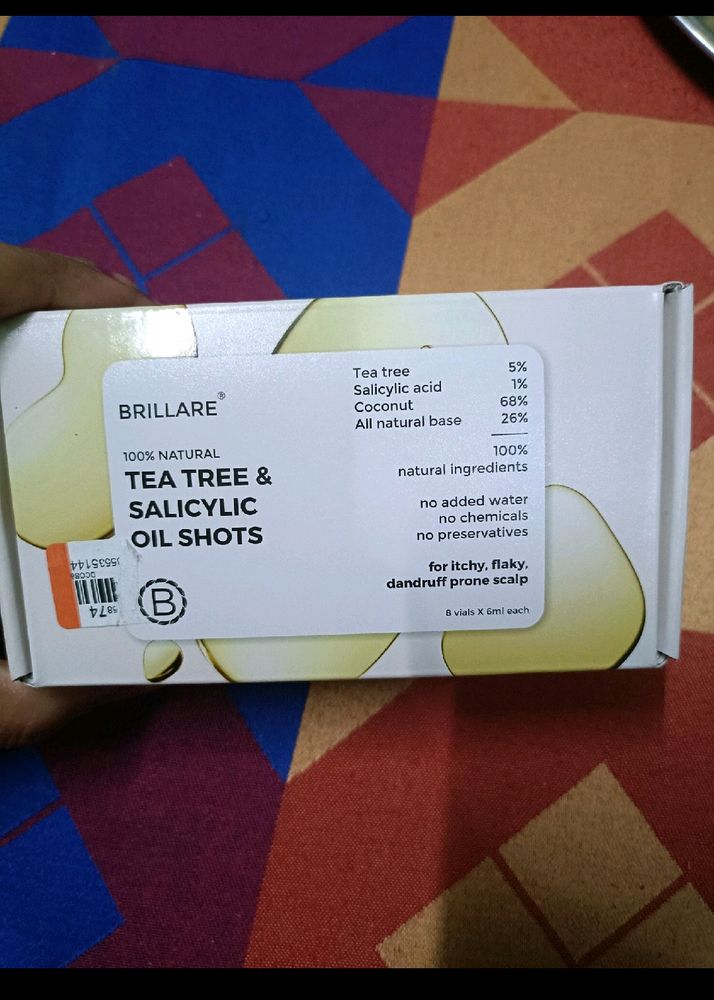 BRILLARE®
100% NATURAL
TEA TREE &
SALICYLIC
OIL SHOTS
B
Tea tree 5%
Salicylic acid 1%
Coconut 68%
All natural base 26%
100%
natural ingredients
no added water
no chemicals
no preservatives
for itchy, flaky,
dandruff prone scalp
8 vials X 6ml each
5874